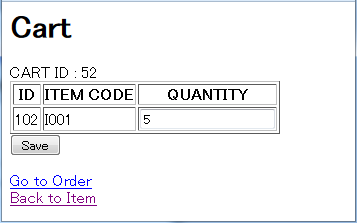 Cart
CART ID : 52
ID ITEM CODE QUANTITY
102 I001 5
Save
Go to Order
Back to Item